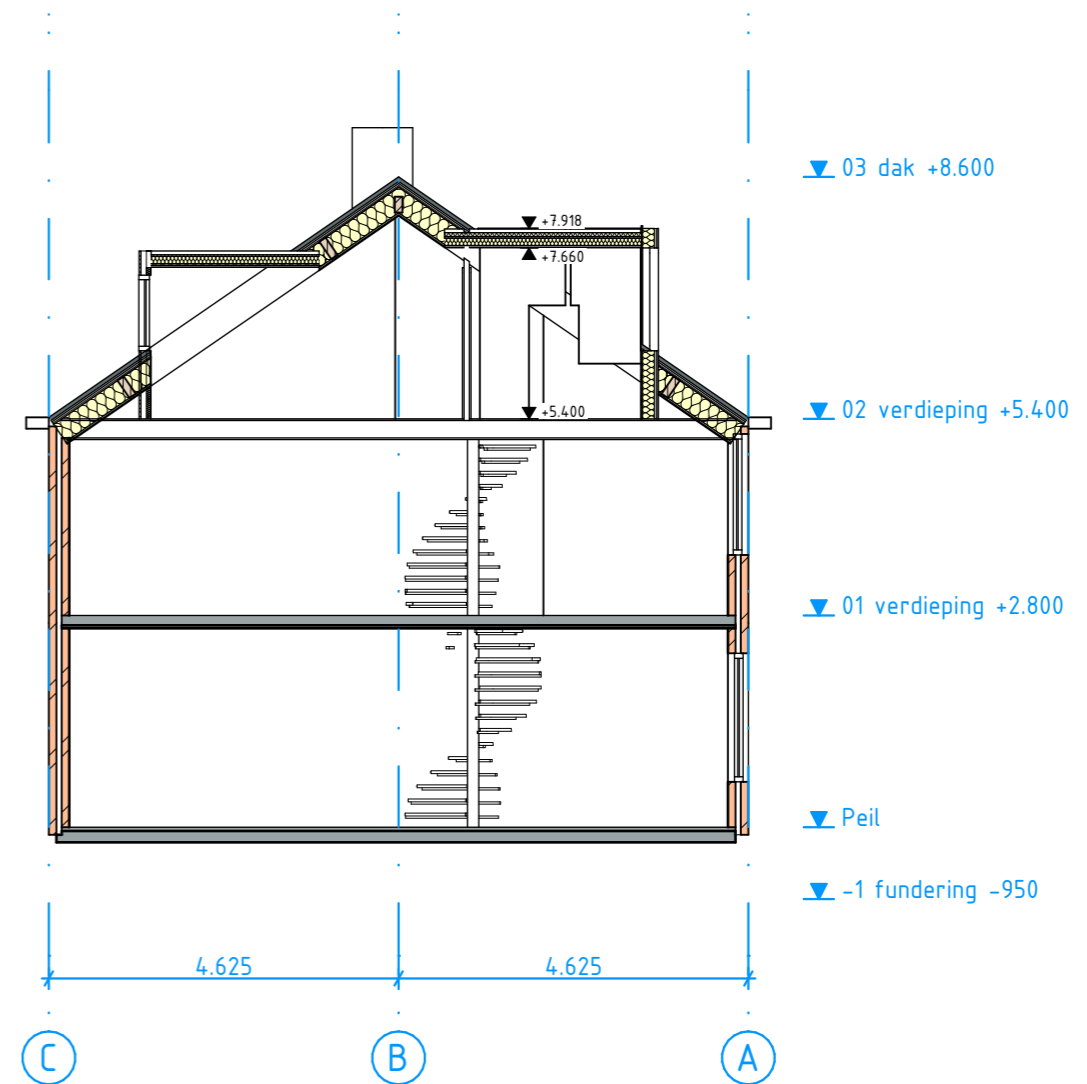 03 dak +8.600
+7.918
+7.660
+5.400
02 verdieping +5.400
01 verdieping +2.800
Peil
-1 fundering -950
4.625
4.625
C
B
A